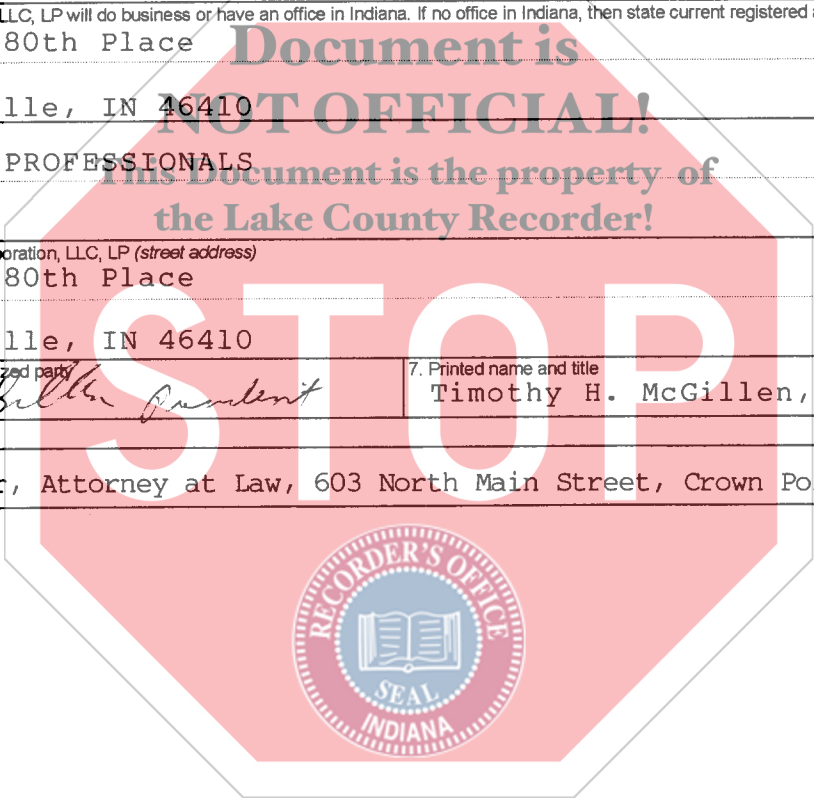 LLC, LP will do business or have an office in Indiana. If no office in Indiana, then state current registered
80th Place
Document is
lle, IN 46410
NOT OFFICIAL!
PROFESSIONALS
This Document is the property of
the Lake County Recorder!
oration, LLC, LP (street address)
80th Place
STOP
lle, IN 46410
zed party
President
7. Printed name and title
Timothy H. McGillen,
r, Attorney at Law, 603 North Main Street, Crown Po
RECORDER'S OFFICE
SEAL
INDIANA